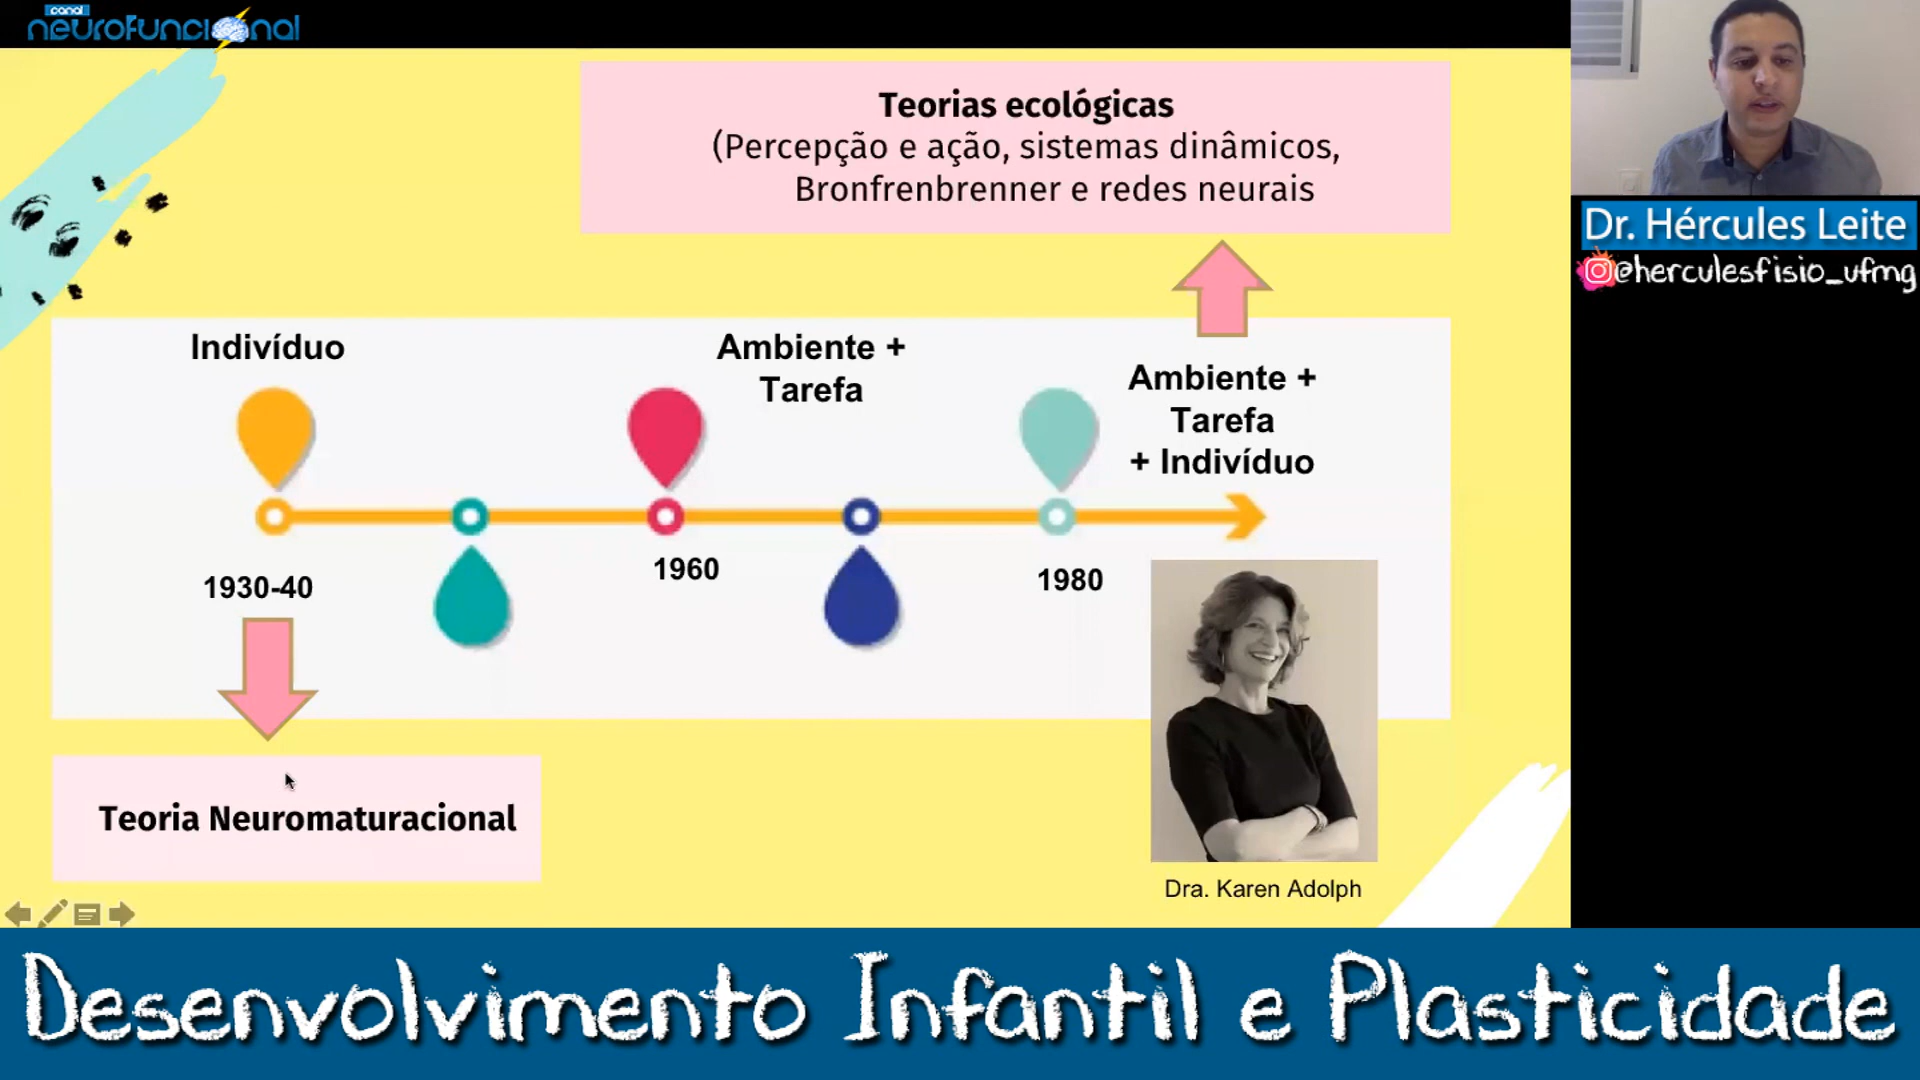 canal
neurofuncional
Teorias ecológicas
(Percepção e ação, sistemas dinâmicos,
Bronfrenbrenner e redes neurais
Dr. Hércules Leite
@herculesfisio_ufmg
Indivíduo
Ambiente +
Tarefa
Ambiente +
Tarefa
+ Indivíduo
1930-40
1960
1980
Teoria Neuromaturacional
Dra. Karen Adolph
Desenvolvimento Infantil e Plasticidade